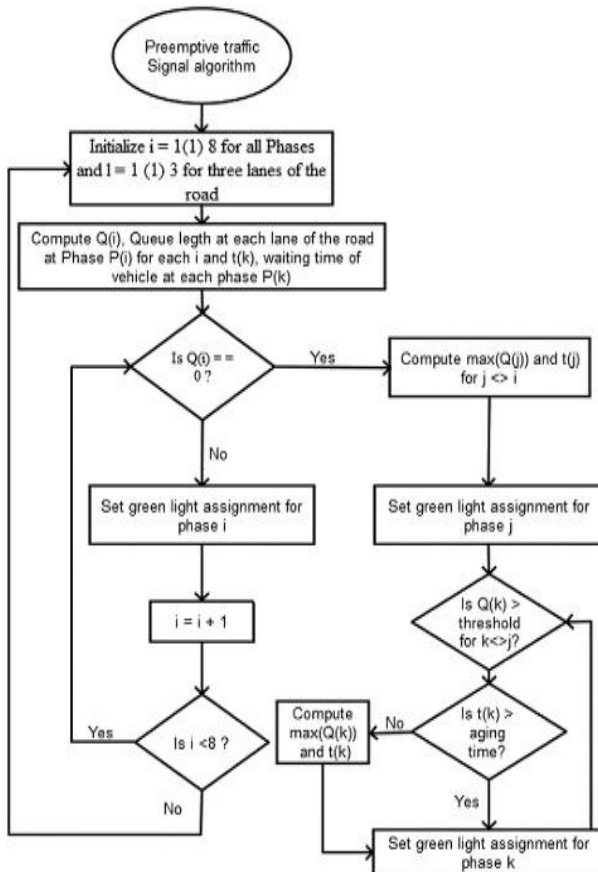 Preemptive traffic
Signal algorithm
Initialize i = 1(1) 8 for all Phases
and l = 1 (1) 3 for three lanes of the
road
Compute Q(i), Queue legth at each lane of the road
at Phase P(i) for each i and t(k), waiting time of
vehicle at each phase P(k)
Is Q(i) = =
0 ?
Yes
Compute max(Q(j)) and t(j)
for j <> i
No
Set green light assignment for
phase i
Set green light assignment for
phase j
i = i + 1
Is Q(k) >
threshold
for k<>j?
Is i <8 ?
Yes
No
Compute
max(Q(k))
and t(k)
No
Is t(k) >
aging
time?
Yes
Set green light assignment for
phase k